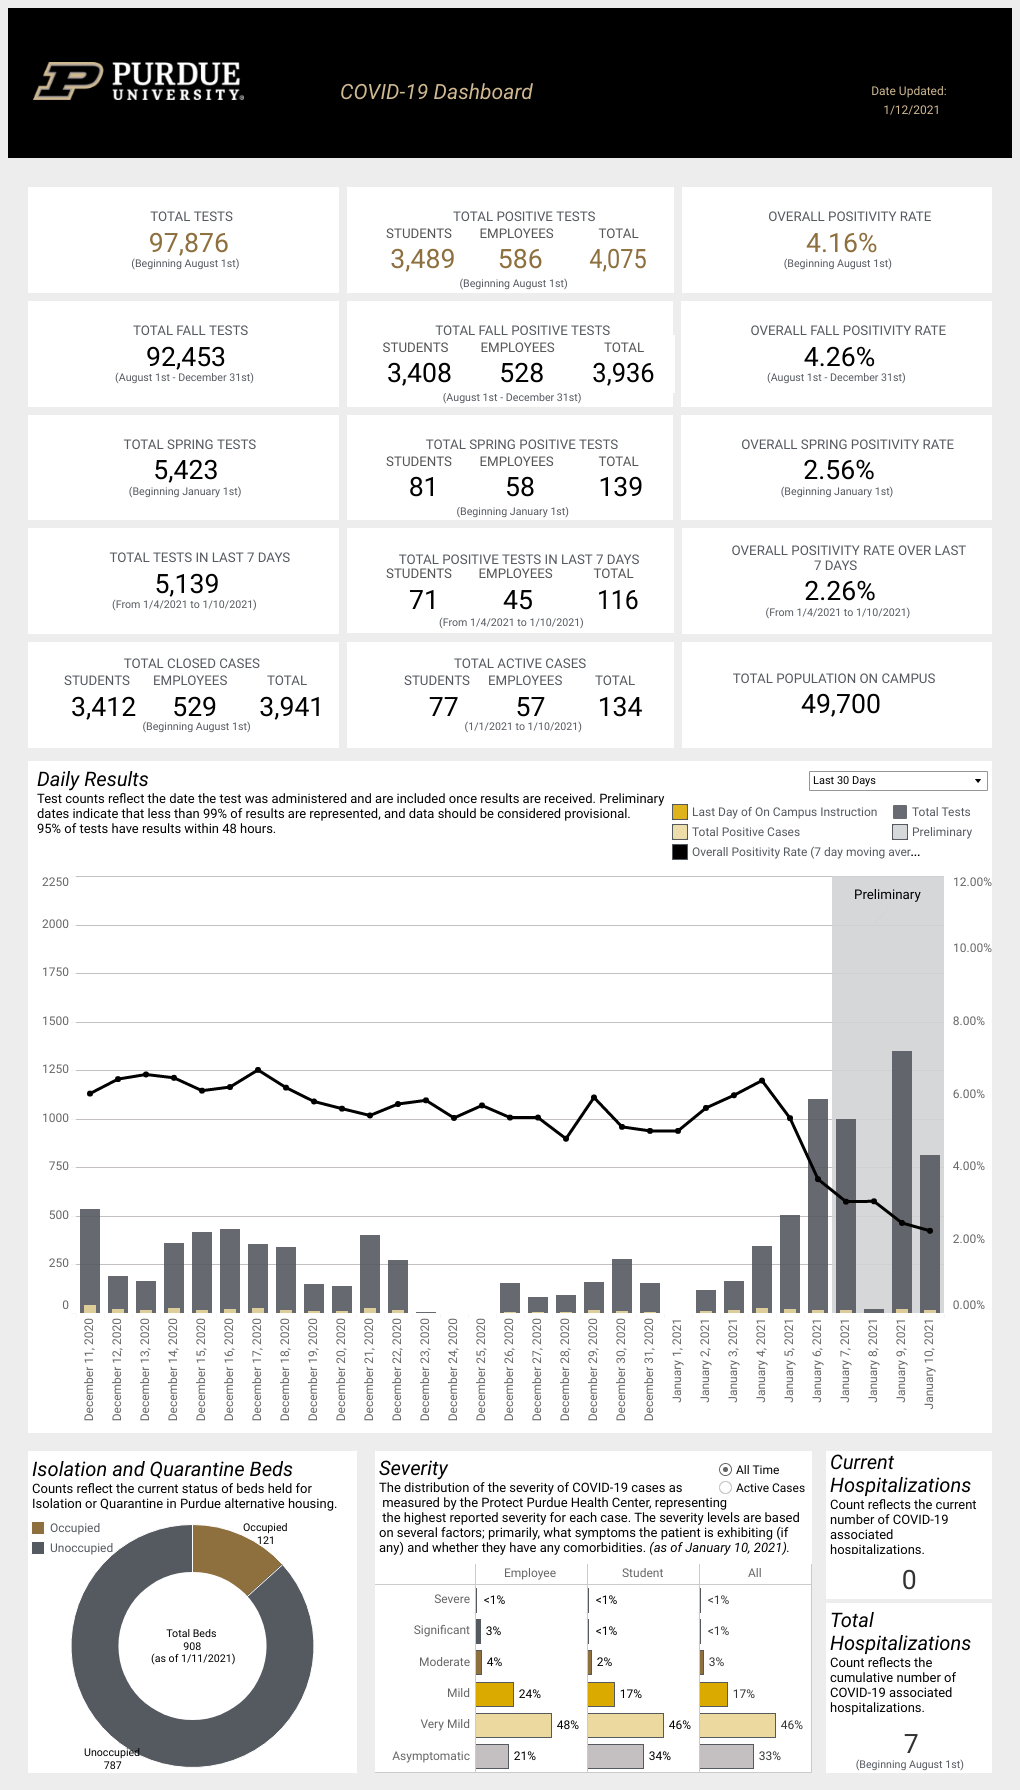 PURDUE
UNIVERSITY®
COVID-19 Dashboard
Date Updated:
1/12/2021
TOTAL TESTS
97,876
(Beginning August 1st)
TOTAL POSITIVE TESTS
STUDENTS EMPLOYEES TOTAL
3,489 586 4,075
(Beginning August 1st)
OVERALL POSITIVITY RATE
4.16%
(Beginning August 1st)
TOTAL FALL TESTS
92,453
(August 1st - December 31st)
TOTAL FALL POSITIVE TESTS
STUDENTS EMPLOYEES TOTAL
3,408 528 3,936
(August 1st - December 31st)
OVERALL FALL POSITIVITY RATE
4.26%
(August 1st - December 31st)
TOTAL SPRING TESTS
5,423
(Beginning January 1st)
TOTAL SPRING POSITIVE TESTS
STUDENTS EMPLOYEES TOTAL
81 58 139
(Beginning January 1st)
OVERALL SPRING POSITIVITY RATE
2.56%
(Beginning January 1st)
TOTAL TESTS IN LAST 7 DAYS
5,139
(From 1/4/2021 to 1/10/2021)
TOTAL POSITIVE TESTS IN LAST 7 DAYS
STUDENTS EMPLOYEES TOTAL
71 45 116
(From 1/4/2021 to 1/10/2021)
OVERALL POSITIVITY RATE OVER LAST
7 DAYS
2.26%
(From 1/4/2021 to 1/10/2021)
TOTAL CLOSED CASES
STUDENTS EMPLOYEES TOTAL
3,412 529 3,941
(Beginning August 1st)
TOTAL ACTIVE CASES
STUDENTS EMPLOYEES TOTAL
77 57 134
(1/1/2021 to 1/10/2021)
TOTAL POPULATION ON CAMPUS
49,700
Daily Results
Test counts reflect the date the test was administered and are included once results are received. Preliminary
dates indicate that less than 99% of results are represented, and data should be considered provisional.
95% of tests have results within 48 hours.
Last 30 Days
Last Day of On Campus Instruction Total Tests
Total Positive Cases Preliminary
Overall Positivity Rate (7 day moving aver...
2250 12.00%
Preliminary
2000
10.00%
1750
1500 8.00%
1250
6.00%
1000
750 4.00%
500
2.00%
250
0 0.00%
December 11, 2020
December 12, 2020
December 13, 2020
December 14, 2020
December 15, 2020
December 16, 2020
December 17, 2020
December 18, 2020
December 19, 2020
December 20, 2020
December 21, 2020
December 22, 2020
December 23, 2020
December 24, 2020
December 25, 2020
December 26, 2020
December 27, 2020
December 28, 2020
December 29, 2020
December 30, 2020
December 31, 2020
January 1, 2021
January 2, 2021
January 3, 2021
January 4, 2021
January 5, 2021
January 6, 2021
January 7, 2021
January 8, 2021
January 9, 2021
January 10, 2021
Isolation and Quarantine Beds
Counts reflect the current status of beds held for
Isolation or Quarantine in Purdue alternative housing.
Occupied
Unoccupied
Occupied
121
Total Beds
908
(as of 1/11/2021)
Unoccupied
787
Severity
All Time
Active Cases
The distribution of the severity of COVID-19 cases as
measured by the Protect Purdue Health Center, representing
the highest reported severity for each case. The severity levels are based
on several factors; primarily, what symptoms the patient is exhibiting (if
any) and whether they have any comorbidities. (as of January 10, 2021).
Employee Student All
Severe <1% <1% <1%
Significant 3% <1% <1%
Moderate 4% 2% 3%
Mild 24% 17% 17%
Very Mild 48% 46% 46%
Asymptomatic 21% 34% 33%
Current
Hospitalizations
Count reflects the current
number of COVID-19
associated
hospitalizations.
0
Total
Hospitalizations
Count reflects the
cumulative number of
COVID-19 associated
hospitalizations.
7
(Beginning August 1st)